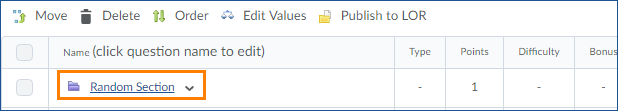 Move Delete Order Edit Values Publish to LOR
Name (click question name to edit) Type Points Difficulty Bonus
Random Section - 1 - -